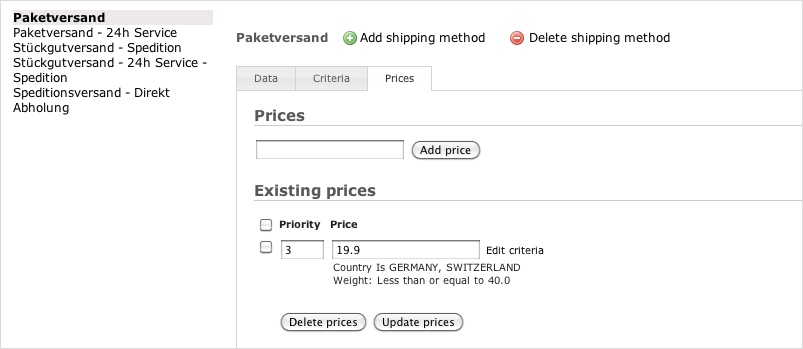 Paketversand
Paketversand - 24h Service
Stückgutversand - Spedition
Stückgutversand - 24h Service -
Spedition
Speditionsversand - Direkt
Abholung
Paketversand Add shipping method Delete shipping method
Data Criteria Prices
Prices
Add price
Existing prices
Priority Price
3 19.9 Edit criteria
Country Is GERMANY, SWITZERLAND
Weight: Less than or equal to 40.0
Delete prices Update prices